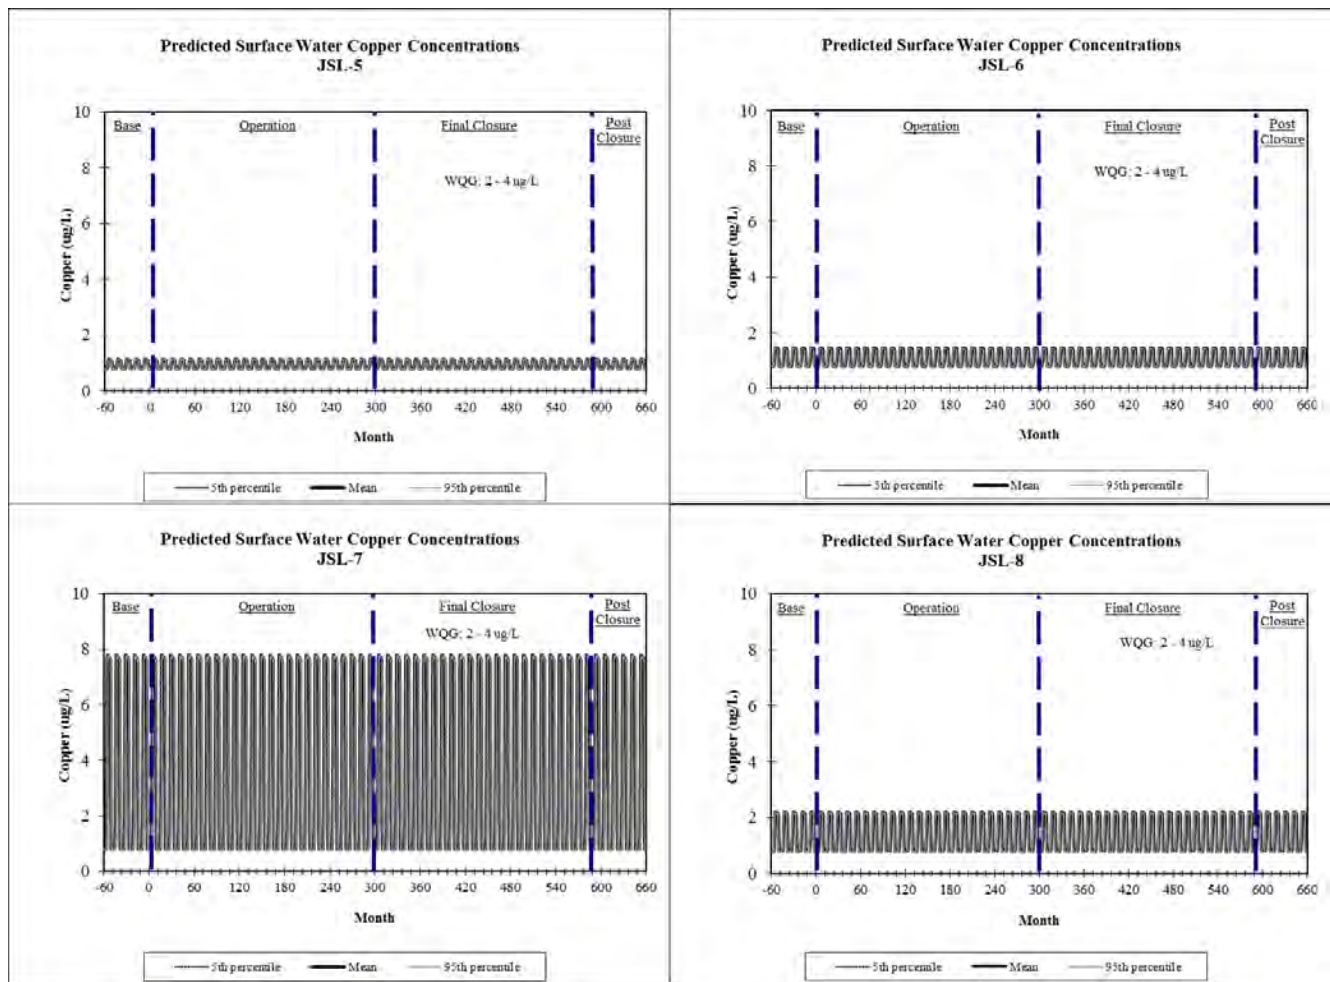 Predicted Surface Water Copper Concentrations
JSL-5
10
8
6
4
2
0
Copper (ug/L)
Base
Operation
Final Closure
Post
Closure
WQG: 2 - 4 ug/L
-60 0 60 120 180 240 300 360 420 480 540 600 660
Month
5th percentile Mean 95th percentile
Predicted Surface Water Copper Concentrations
JSL-6
10
8
6
4
2
0
Copper (ug/L)
Base
Operation
Final Closure
Post
Closure
WQG: 2 - 4 ug/L
-60 0 60 120 180 240 300 360 420 480 540 600 660
Month
5th percentile Mean 95th percentile
Predicted Surface Water Copper Concentrations
JSL-7
10
8
6
4
2
0
Copper (ug/L)
Base
Operation
Final Closure
Post
Closure
WQG: 2 - 4 ug/L
-60 0 60 120 180 240 300 360 420 480 540 600 660
Month
5th percentile Mean 95th percentile
Predicted Surface Water Copper Concentrations
JSL-8
10
8
6
4
2
0
Copper (ug/L)
Base
Operation
Final Closure
Post
Closure
WQG: 2 - 4 ug/L
-60 0 60 120 180 240 300 360 420 480 540 600 660
Month
5th percentile Mean 95th percentile